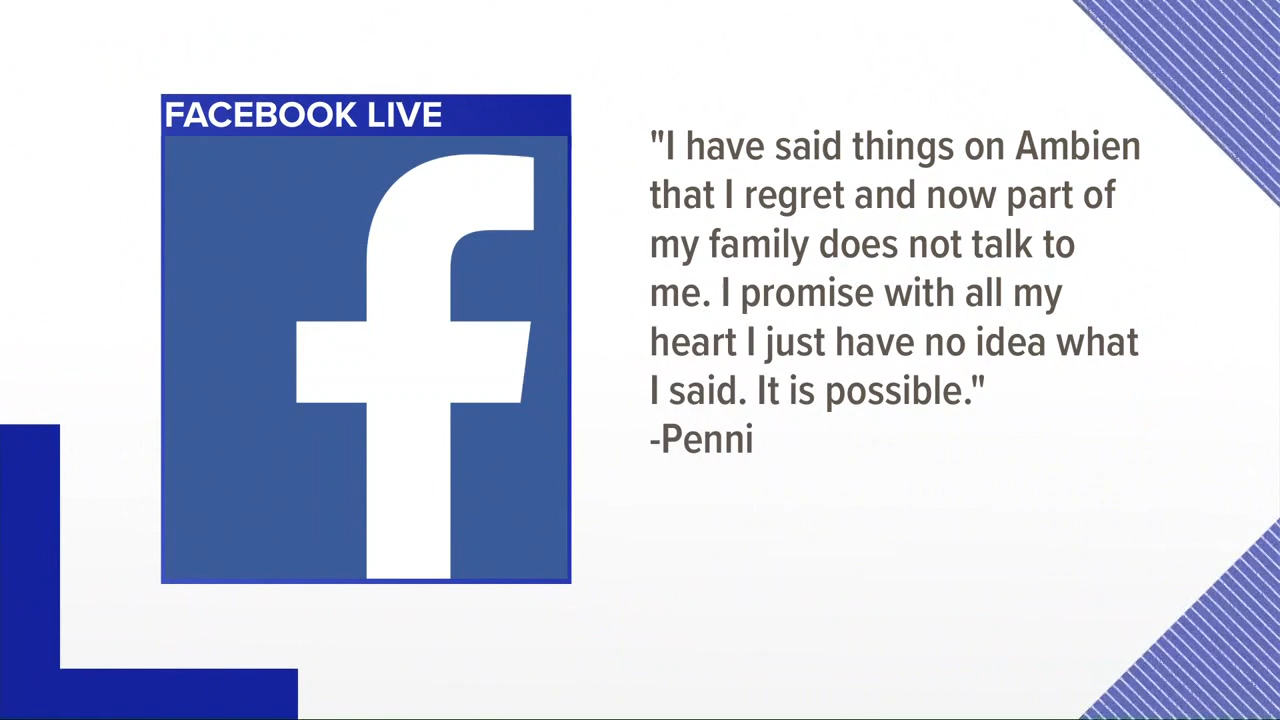 FACEBOOK LIVE
"I have said things on Ambien
that I regret and now part of
my family does not talk to
me. I promise with all my
heart I just have no idea what
I said. It is possible."
-Penni